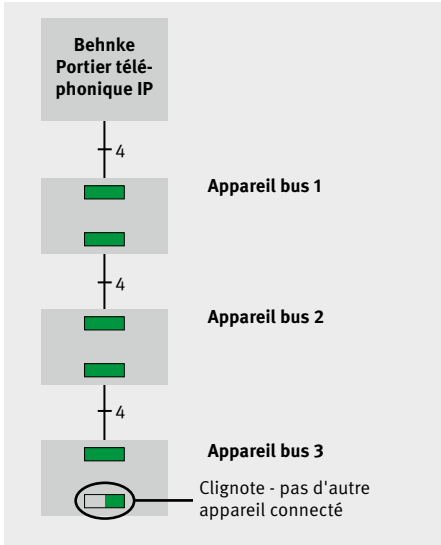 Behnke
Portier télé-
phonique IP
4
Appareil bus 1
4
Appareil bus 2
4
Appareil bus 3
Clignote - pas d'autre
appareil connecté